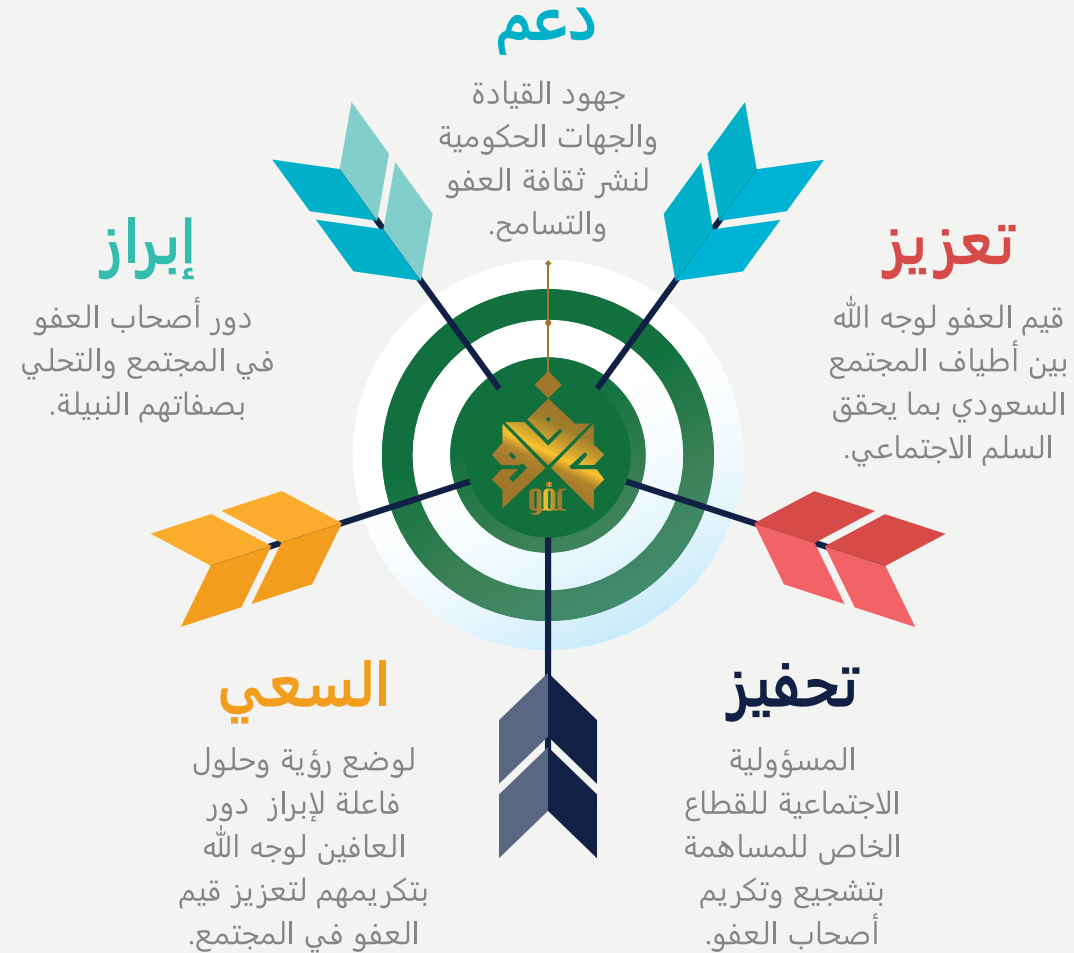 دعم
جهود القيادة
والجهات الحكومية
لنشر ثقافة العفو
والتسامح.
تعزيز
قيم العفو لوجه الله
بين أطياف المجتمع
السعودي بما يحقق
السلم الاجتماعي.
إبراز
دور أصحاب العفو
في المجتمع والتحلي
بصفاتهم النبيلة.
عفو
تحفيز
المسؤولية
الاجتماعية للقطاع
الخاص للمساهمة
بتشجيع وتكريم
أصحاب العفو.
السعي
لوضع رؤية وحلول
فاعلة لإبراز دور
العافين لوجه الله
بتكريمهم لتعزيز قيم
العفو في المجتمع.